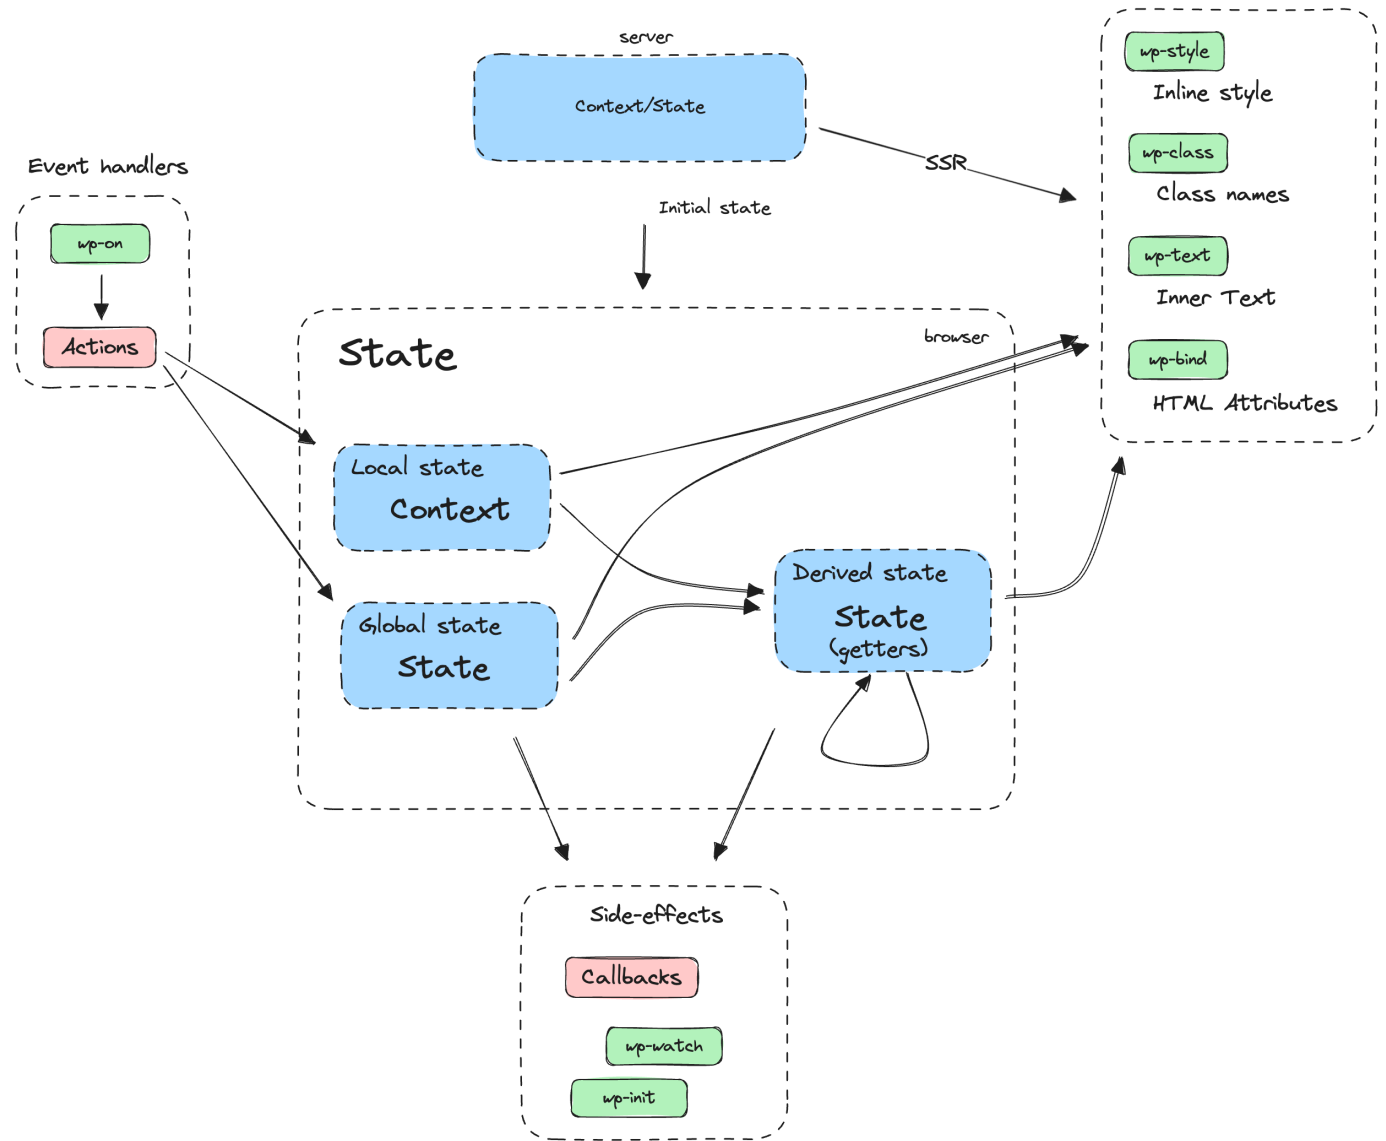 server
Context/State
SSR
Initial state
Event handlers
wp-on
Actions
wp-style
Inline style
wp-class
Class names
wp-text
Inner Text
wp-bind
HTML Attributes
browser
State
Local state
Context
Global state
State
Derived state
State
(getters)
Side-effects
Callbacks
wp-watch
wp-init